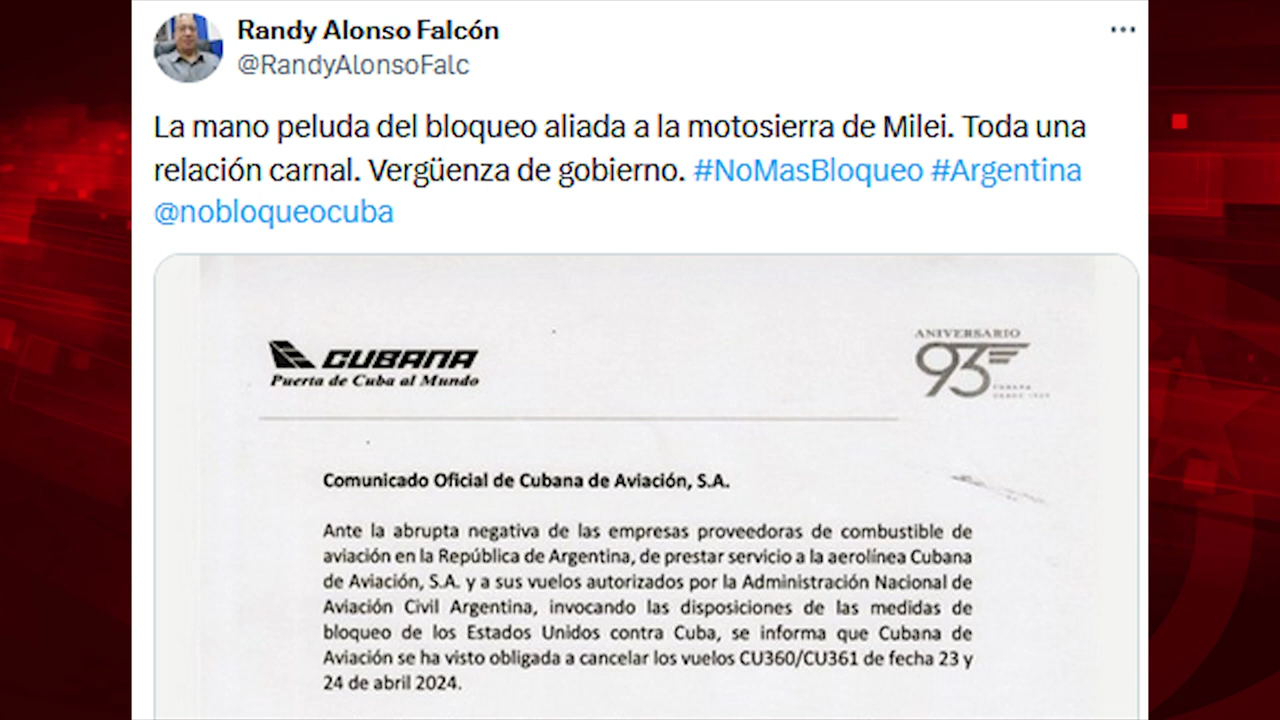 Randy Alonso Falcón
@RandyAlonsoFalc
La mano peluda del bloqueo aliada a la motosierra de Milei. Toda una
relación carnal. Vergüenza de gobierno. #NoMasBloqueo #Argentina
@nobloqueocuba
CUBANA
Puerta de Cuba al Mundo
ANIVERSARIO
93
Comunicado Oficial de Cubana de Aviación, S.A.
Ante la abrupta negativa de las empresas proveedoras de combustible de
aviación en la República de Argentina, de prestar servicio a la aerolínea Cubana
de Aviación, S.A. y a sus vuelos autorizados por la Administración Nacional de
Aviación Civil Argentina, invocando las disposiciones de las medidas de
bloqueo de los Estados Unidos contra Cuba, se informa que Cubana de
Aviación se ha visto obligada a cancelar los vuelos CU360/CU361 de fecha 23 y
24 de abril 2024.